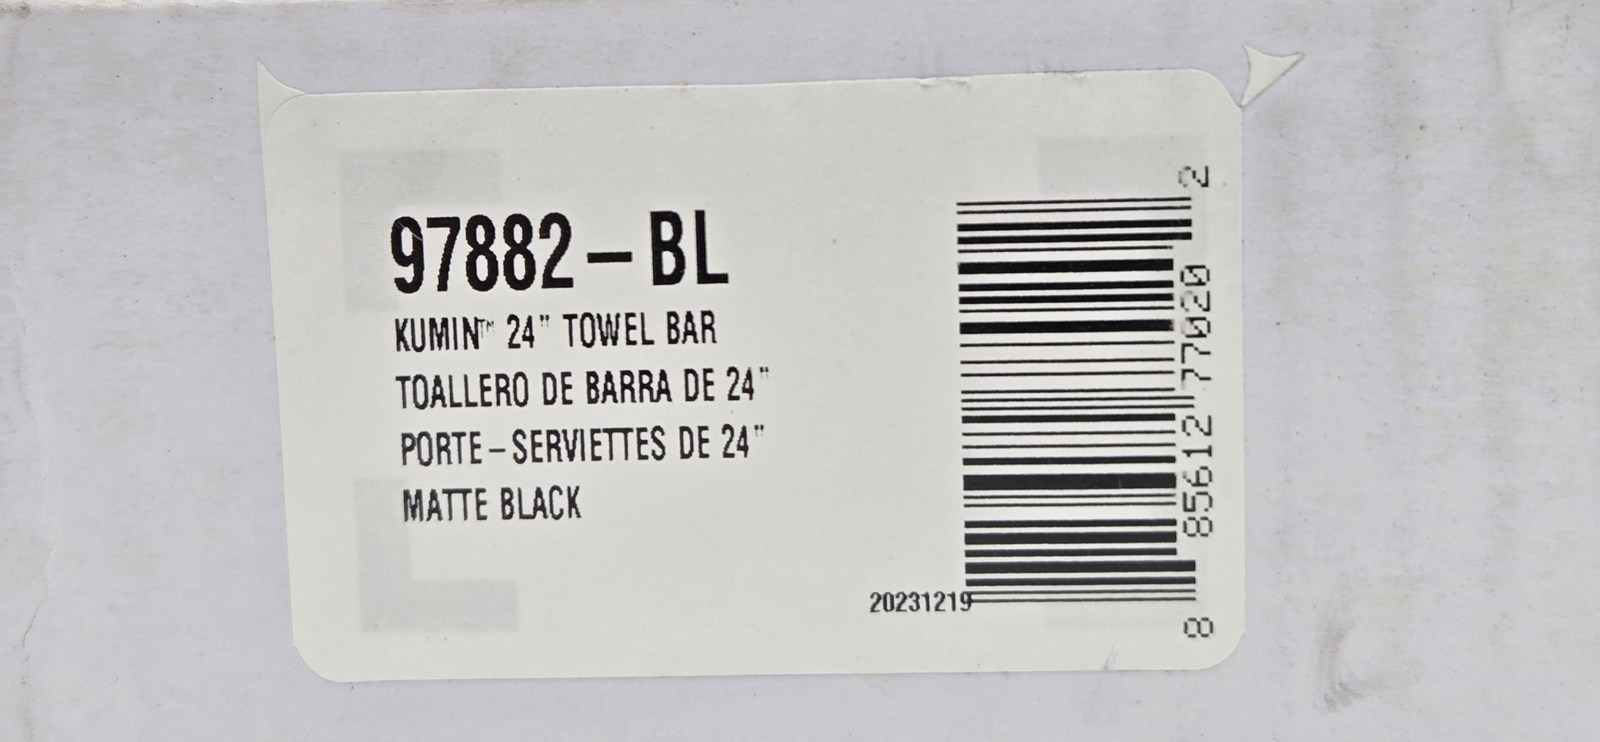 97882-BL
KUMIN™ 24" TOWEL BAR
TOALLERO DE BARRA DE 24"
PORTE-SERVIETTES DE 24"
MATTE BLACK
20231219
8 85612 77020 2